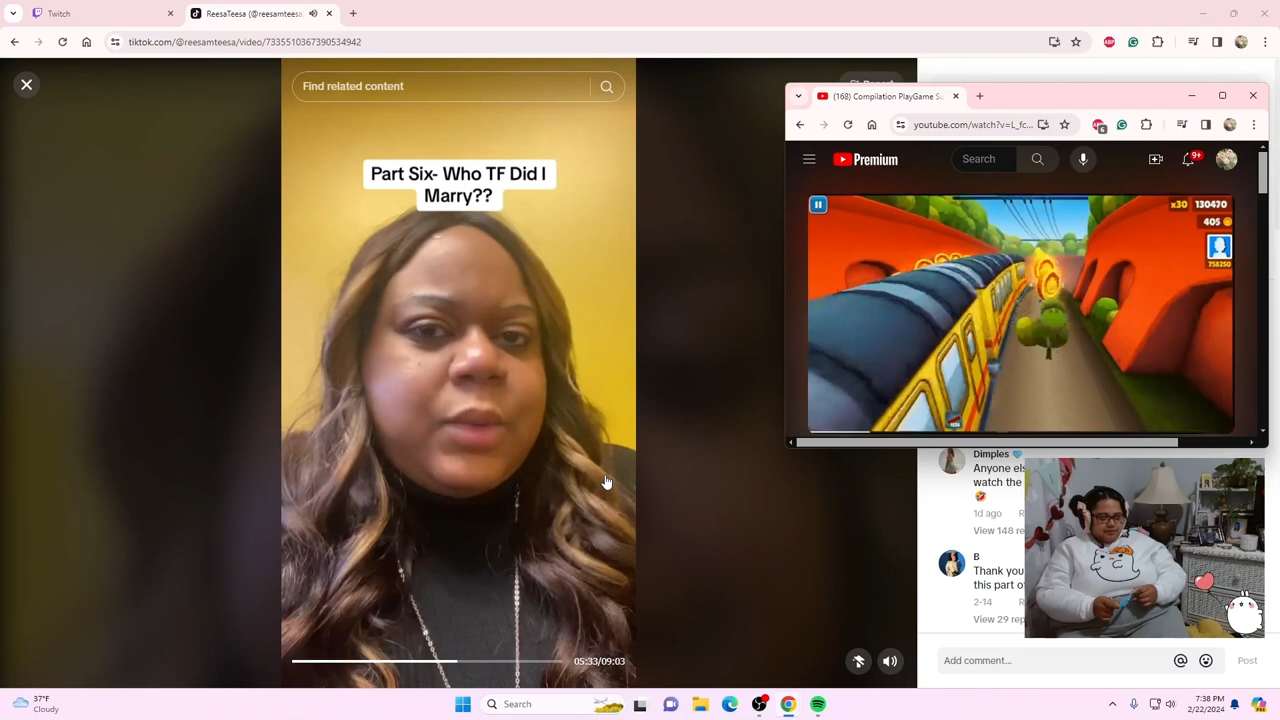 Twitch
ReesaTeesa (@reesamteesa
tiktok.com/@reesamteesa/video/7335510367390534942
Find related content
Part Six- Who TF Did I
Marry??
05:33/09:03
(168) Compilation PlayGame Su
youtube.com/watch?v=L_fc...
6
Premium
Search
9+
x30 130470
405
758250
Dimples
Anyone els
watch the
1d ago
View 148 re
B
Thank you
this part of
2-14
View 29 rep
Add comment...
Post
37°F
Cloudy
Search
7:38 PM
2/22/2024